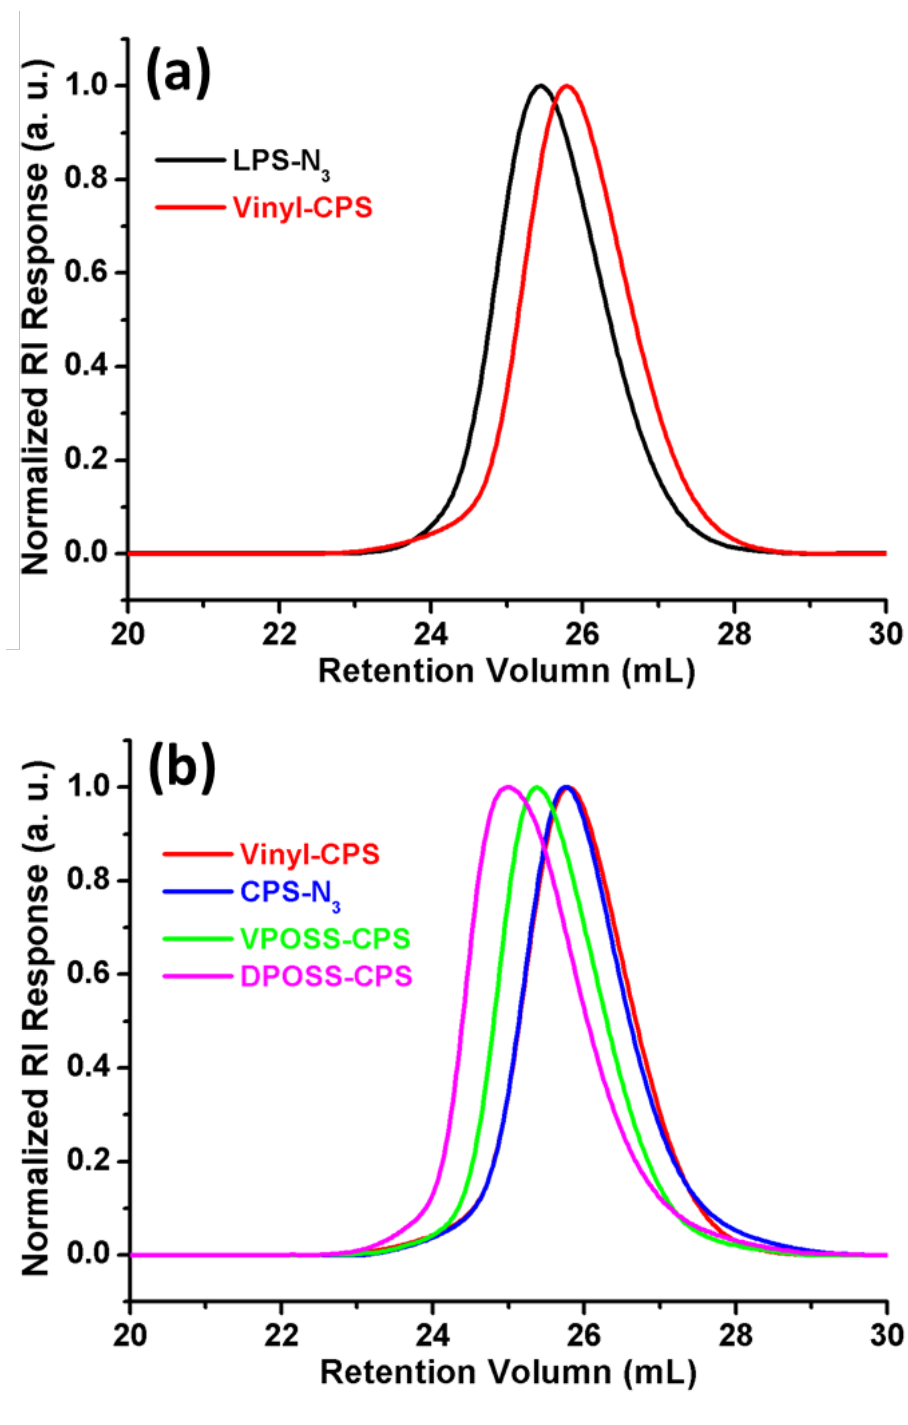 (a)
LPS-N₃
Vinyl-CPS
Normalized RI Response (a. u.)
1.0
0.8
0.6
0.4
0.2
0.0
20 22 24 26 28 30
Retention Volumn (mL)
(b)
Vinyl-CPS
CPS-N₃
VPOSS-CPS
DPOSS-CPS
Normalized RI Response (a. u.)
1.0
0.8
0.6
0.4
0.2
0.0
20 22 24 26 28 30
Retention Volumn (mL)